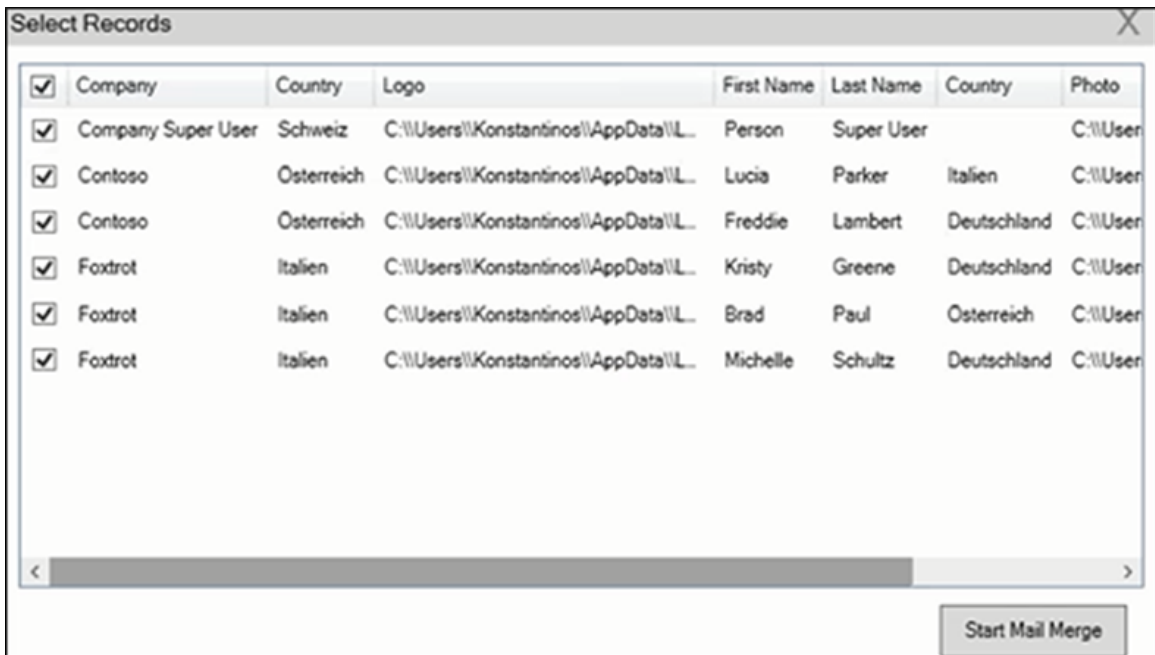 Select Records X
Company Country Logo First Name Last Name Country Photo
Company Super User Schweiz C:\\Users\\Konstantinos\\AppData\\L... Person Super User C:\\User
Contoso Österreich C:\\Users\\Konstantinos\\AppData\\L... Lucia Parker Italien C:\\User
Contoso Österreich C:\\Users\\Konstantinos\\AppData\\L... Freddie Lambert Deutschland C:\\User
Foxtrot Italien C:\\Users\\Konstantinos\\AppData\\L... Kristy Greene Deutschland C:\\User
Foxtrot Italien C:\\Users\\Konstantinos\\AppData\\L... Brad Paul Österreich C:\\User
Foxtrot Italien C:\\Users\\Konstantinos\\AppData\\L... Michelle Schultz Deutschland C:\\User
Start Mail Merge